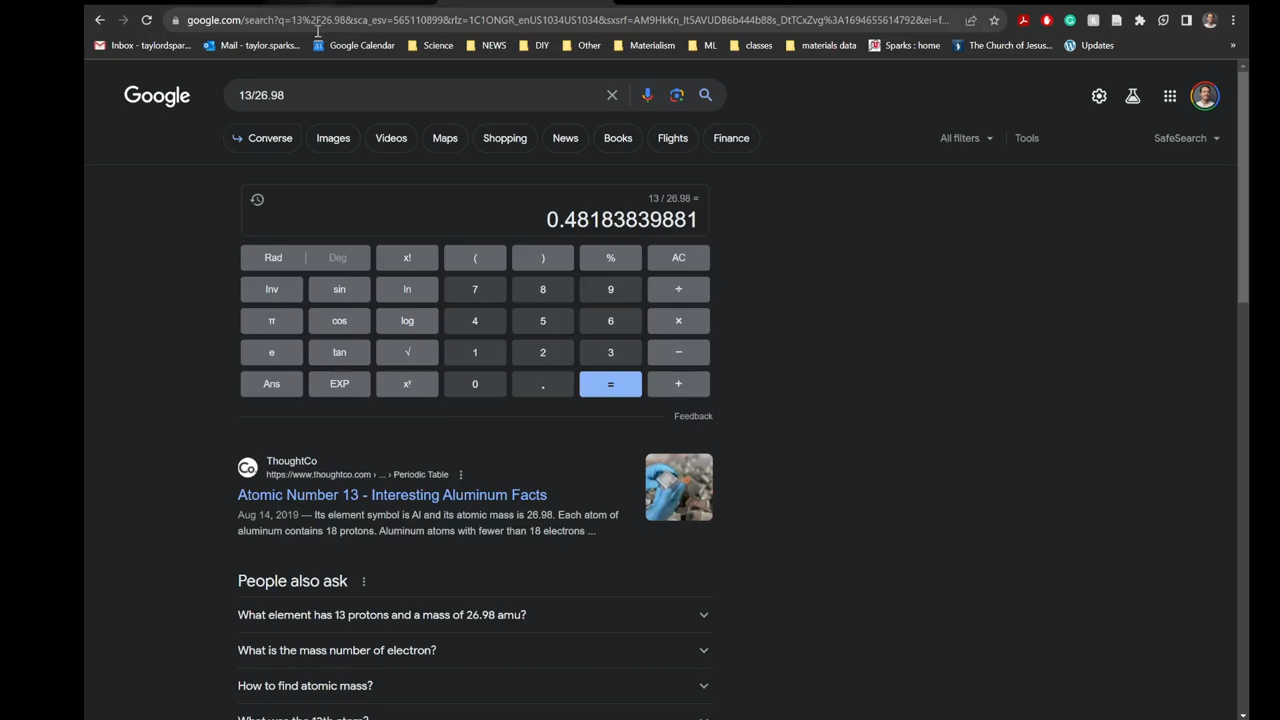 google.com/search?q=13%2F26.98&sca_esv=565110899&rlz=1C1ONGR_enUS1034US1034&sxsrf=AM9HkKn_It5AVUDB6b444b88s_DtTCxZvg%3A1694655614792&ei=f...
Inbox - taylordspar... Mail - taylor.sparks... Google Calendar Science NEWS DIY Other Materialism ML classes materials data Sparks : home The Church of Jesus... Updates »
Google 13/26.98
Converse Images Videos Maps Shopping News Books Flights Finance All filters Tools SafeSearch
13 / 26.98 =
0.48183839881
Rad | Deg x! ( ) % AC
Inv sin ln 7 8 9 ÷
π cos log 4 5 6 ×
e tan √ 1 2 3 −
Ans EXP xʸ 0 . = +
Feedback
Co ThoughtCo
https://www.thoughtco.com › ... › Periodic Table
Atomic Number 13 - Interesting Aluminum Facts
Aug 14, 2019 — Its element symbol is Al and its atomic mass is 26.98. Each atom of
aluminum contains 18 protons. Aluminum atoms with fewer than 18 electrons ...
People also ask
What element has 13 protons and a mass of 26.98 amu?
What is the mass number of electron?
How to find atomic mass?
What was the 13th atom?